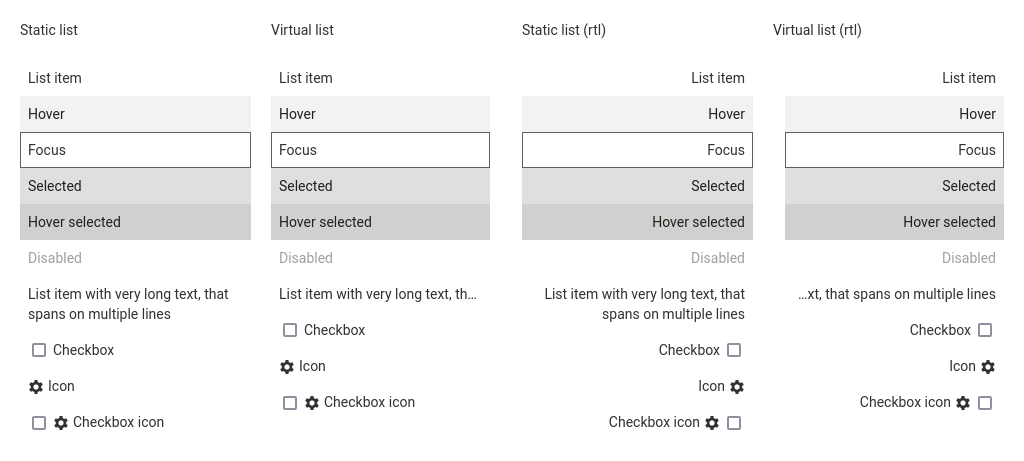 Static list
List item
Hover
Focus
Selected
Hover selected
Disabled
List item with very long text, that
spans on multiple lines
Checkbox
Icon
Checkbox icon
Virtual list
List item
Hover
Focus
Selected
Hover selected
Disabled
List item with very long text, th...
Checkbox
Icon
Checkbox icon
Static list (rtl)
List item
Hover
Focus
Selected
Hover selected
Disabled
List item with very long text, that
spans on multiple lines
Checkbox
Icon
Checkbox icon
Virtual list (rtl)
List item
Hover
Focus
Selected
Hover selected
Disabled
...xt, that spans on multiple lines
Checkbox
Icon
Checkbox icon